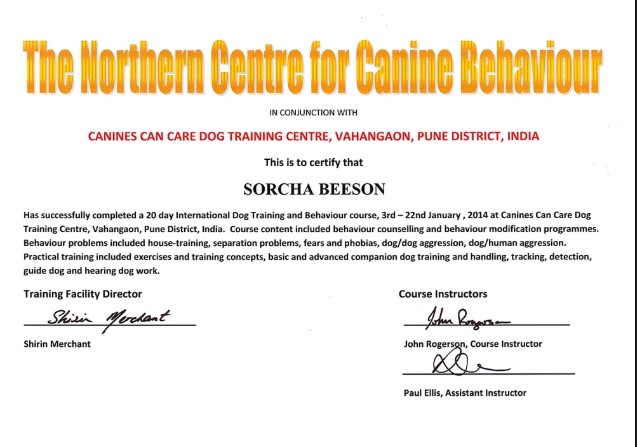 The Northern Centre for Canine Behaviour
IN CONJUNCTION WITH
CANINES CAN CARE DOG TRAINING CENTRE, VAHANGAON, PUNE DISTRICT, INDIA
This is to certify that
SORCHA BEESON
Has successfully completed a 20 day International Dog Training and Behaviour course, 3rd – 22nd January , 2014 at Canines Can Care Dog
Training Centre, Vahangaon, Pune District, India. Course content included behaviour counselling and behaviour modification programmes.
Behaviour problems included house-training, separation problems, fears and phobias, dog/dog aggression, dog/human aggression.
Practical training included exercises and training concepts, basic and advanced companion dog training and handling, tracking, detection,
guide dog and hearing dog work.
Training Facility Director
Shirin Merchant
Shirin Merchant
Course Instructors
John Rogerson
John Rogerson, Course Instructor
Paul Ellis, Assistant Instructor